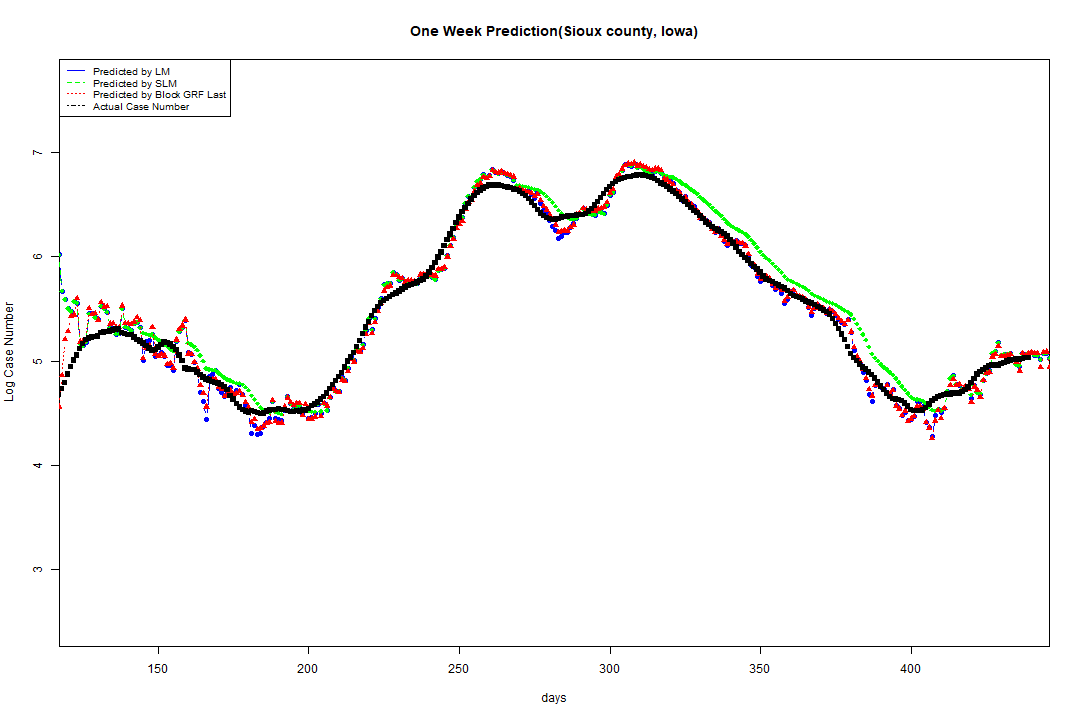 One Week Prediction(Sioux county, Iowa)
Predicted by LM
Predicted by SLM
Predicted by Block GRF Last
Actual Case Number
7
6
5
4
3
Log Case Number
150 200 250 300 350 400
days